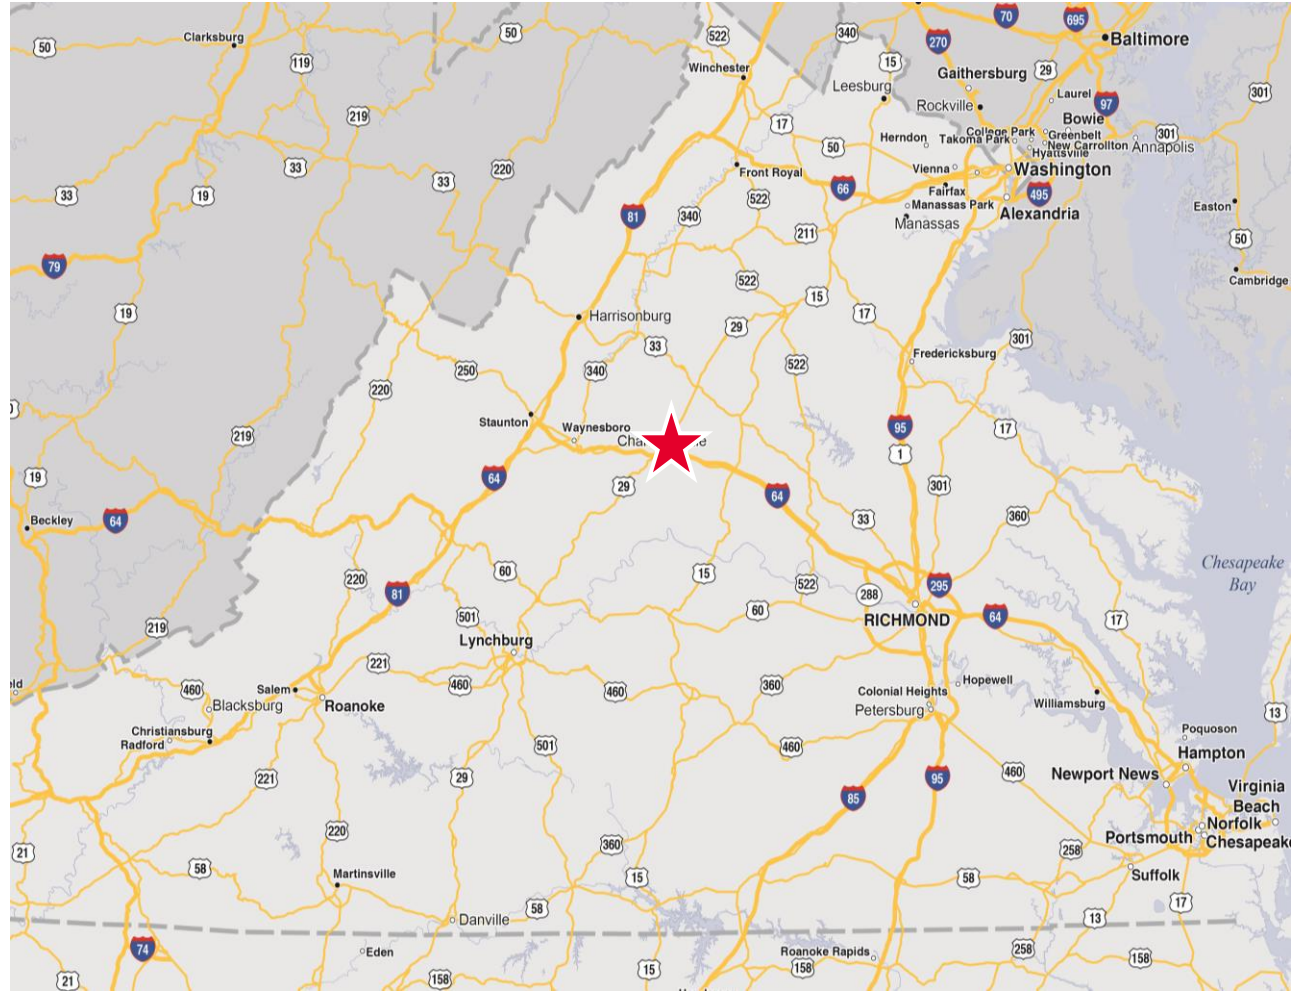 50
Clarksburg
119
50
522
340
70
695
Baltimore
270
15
Winchester
Leesburg
Gaithersburg
29
Laurel
97
301
219
Rockville
Bowie
17
50
Herndon
College Park
Takoma Park
Greenbelt
New Carrollton
Hyattsville
301
Annapolis
33
220
33
33
19
Front Royal
66
Vienna
Washington
Fairfax
495
Manassas Park
Alexandria
Manassas
Easton
81
340
522
211
50
79
522
15
Cambridge
19
Harrisonburg
29
17
301
33
Fredericksburg
250
340
522
220
Staunton
Waynesboro
95
17
219
1
19
64
29
64
301
Beckley
64
33
360
Chesapeake
Bay
220
81
60
15
522
288
295
501
60
RICHMOND
64
17
219
Lynchburg
221
460
460
460
360
Salem
Roanoke
Blacksburg
Christiansburg
Radford
Colonial Heights
Petersburg
Hopewell
Williamsburg
13
Poquoson
Hampton
501
460
221
29
85
95
460
Newport News
Virginia
Beach
Norfolk
Portsmouth
Chesapeake
220
21
360
258
58
Martinsville
15
58
Suffolk
Danville
58
13
17
74
Eden
Roanoke Rapids
258
158
21
158
15
158